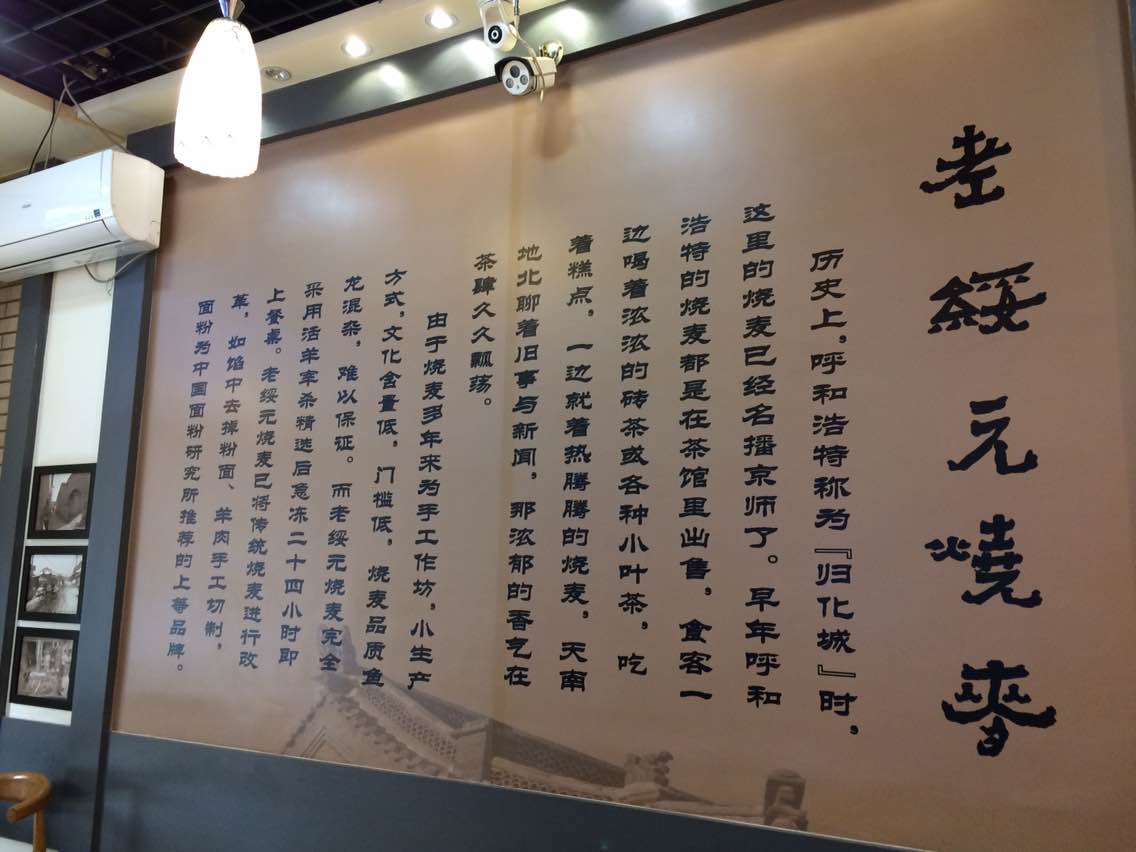 老綏元燒麥
历史上，呼和浩特称为『归化城』时，
这里的烧麦已经名播京师了。早年呼和
浩特的烧麦都是在茶馆里出售，食客一
边喝着浓浓的砖茶或各种小叶茶，吃
着糕点，一边就着热腾腾的烧麦，天南
地北聊着旧事与新闻，那浓郁的香气在
茶肆久久飘荡。
由于烧麦多年来为手工作坊，小生产
方式，文化含量低，门槛低，烧麦品质鱼
龙混杂，难以保证。而老绥元烧麦完全
采用活羊宰杀精选后急冻二十四小时即
上餐桌。老绥元烧麦已将传统烧麦进行改
革，如馅中去掉粉面、羊肉手工切制，
面粉为中国面粉研究所推荐的上等品牌。